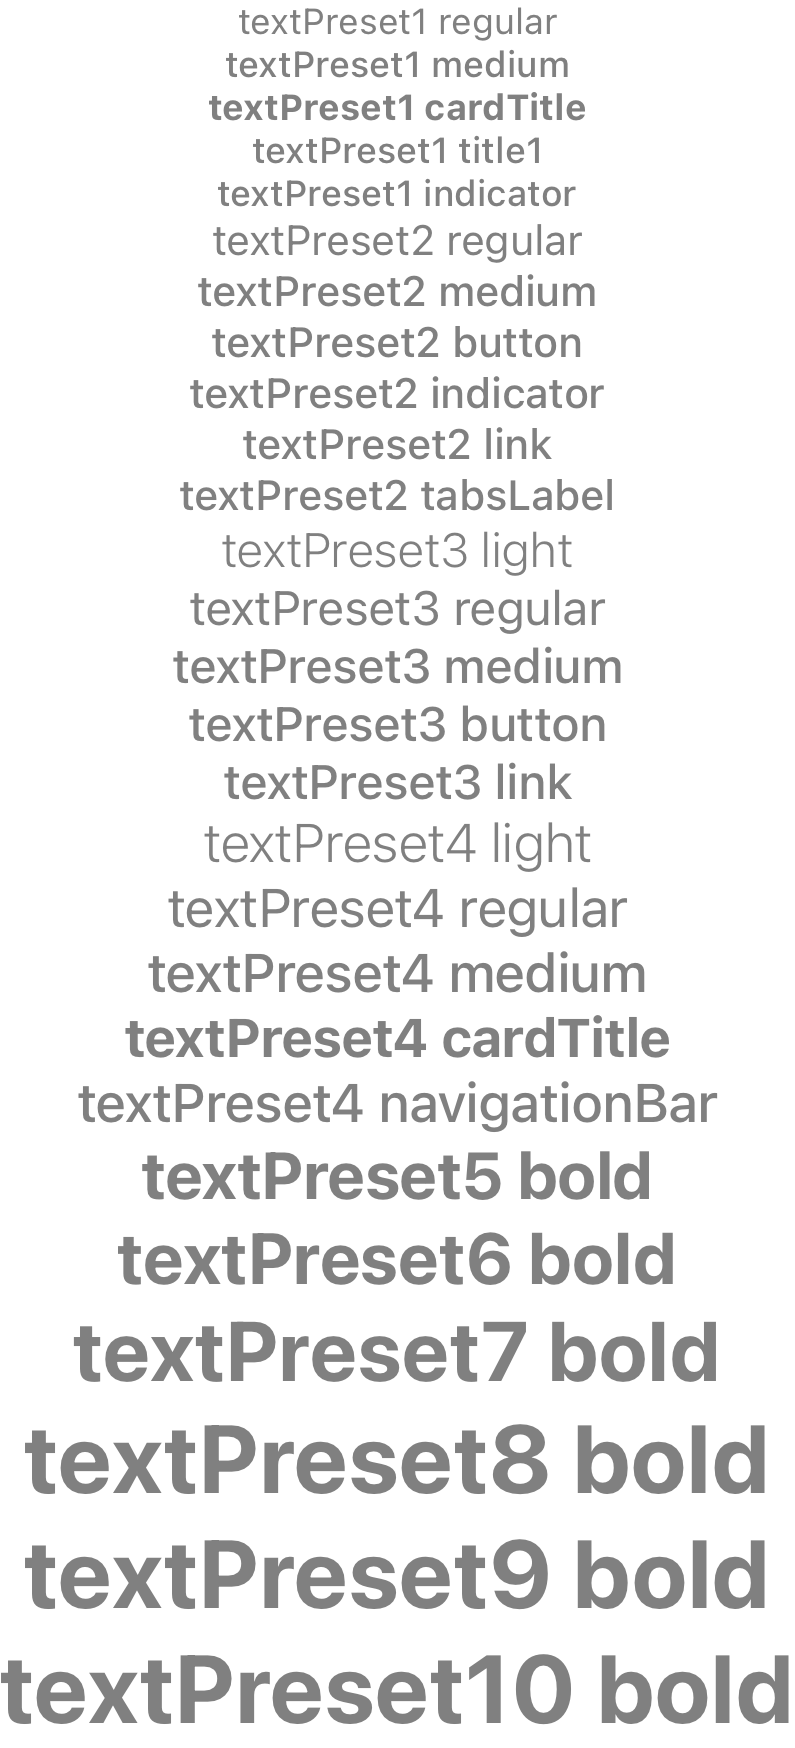 textPreset1 regular
textPreset1 medium
textPreset1 cardTitle
textPreset1 title1
textPreset1 indicator
textPreset2 regular
textPreset2 medium
textPreset2 button
textPreset2 indicator
textPreset2 link
textPreset2 tabsLabel
textPreset3 light
textPreset3 regular
textPreset3 medium
textPreset3 button
textPreset3 link
textPreset4 light
textPreset4 regular
textPreset4 medium
textPreset4 cardTitle
textPreset4 navigationBar
textPreset5 bold
textPreset6 bold
textPreset7 bold
textPreset8 bold
textPreset9 bold
textPreset10 bold